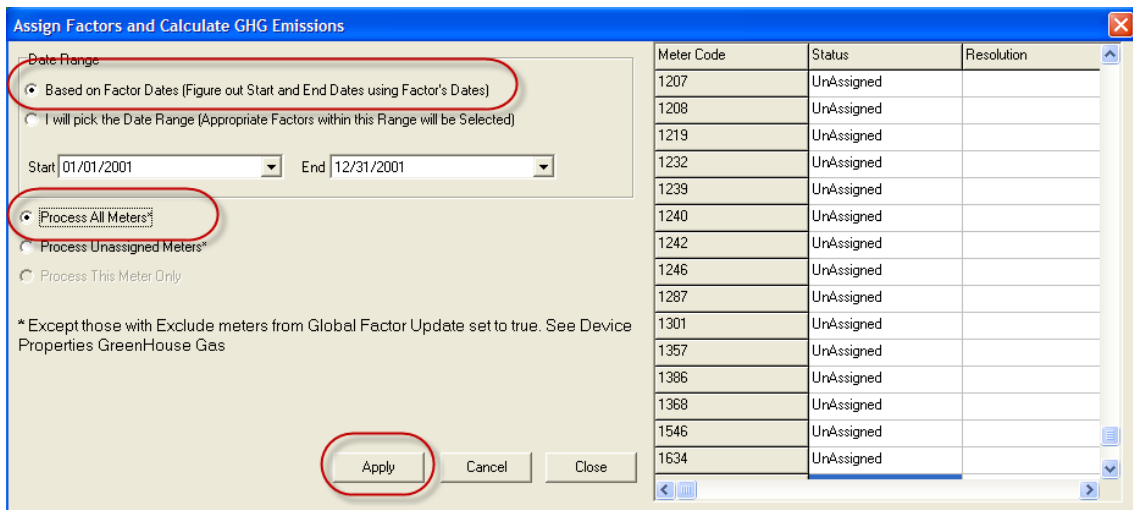 Assign Factors and Calculate GHG Emissions
Date Range
Based on Factor Dates (Figure out Start and End Dates using Factor's Dates)
I will pick the Date Range (Appropriate Factors within this Range will be Selected)
Start 01/01/2001 End 12/31/2001
Process All Meters*
Process Unassigned Meters*
Process This Meter Only
* Except those with Exclude meters from Global Factor Update set to true. See Device
Properties GreenHouse Gas
Apply Cancel Close
Meter Code Status Resolution
1207 UnAssigned
1208 UnAssigned
1219 UnAssigned
1232 UnAssigned
1239 UnAssigned
1240 UnAssigned
1242 UnAssigned
1246 UnAssigned
1287 UnAssigned
1301 UnAssigned
1357 UnAssigned
1386 UnAssigned
1368 UnAssigned
1546 UnAssigned
1634 UnAssigned